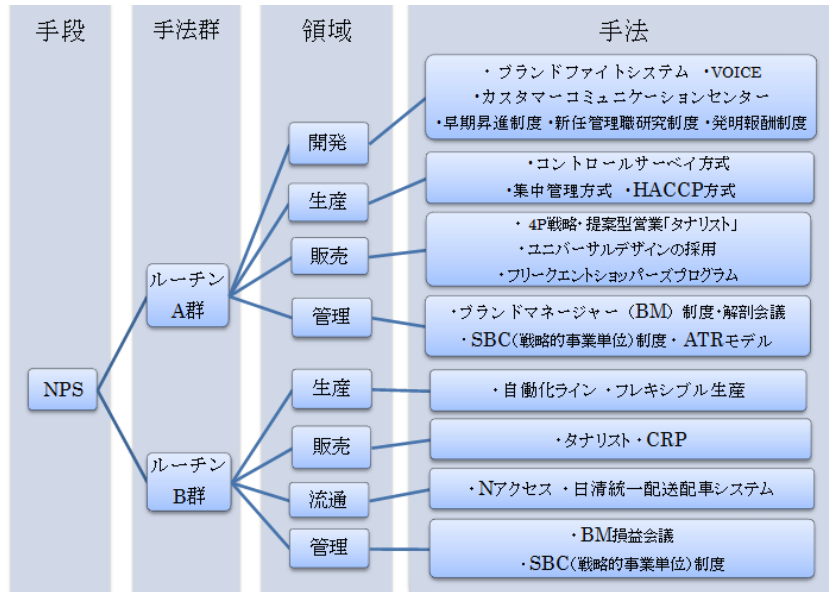 手段 手法群 領域 手法
・ ブランドファイトシステム ・VOICE
・カスタマーコミュニケーションセンター
・早期昇進制度・新任管理職研究制度・発明報酬制度
開発
・コントロールサーベイ方式
・集中管理方式 ・HACCP方式
生産
・ 4P戦略・提案型営業「タナリスト」
・ユニバーサルデザインの採用
・フリークエントショッパーズプログラム
販売
ルーチン
A群
・ブランドマネージャー（BM）制度・解剖会議
・SBC(戦略的事業単位)制度・ ATRモデル
管理
NPS
生産
・自動化ライン ・フレキシブル生産
販売
・タナリスト・CRP
ルーチン
B群
流通
・Nアクセス ・日清統一配送配車システム
管理
・BM損益会議
・SBC(戦略的事業単位)制度